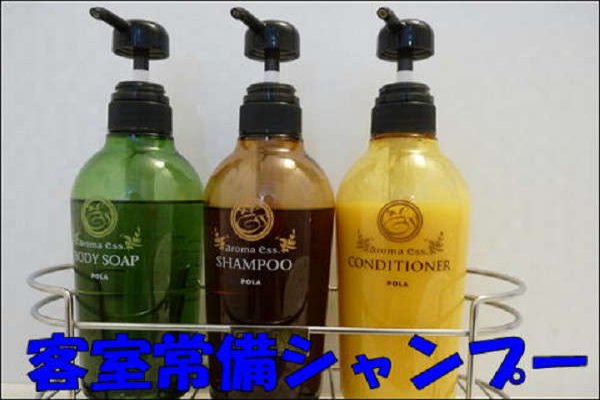 aroma ess.
BODY SOAP
POLA
aroma ess.
SHAMPOO
POLA
aroma ess.
CONDITIONER
POLA
客室常備シャンプー